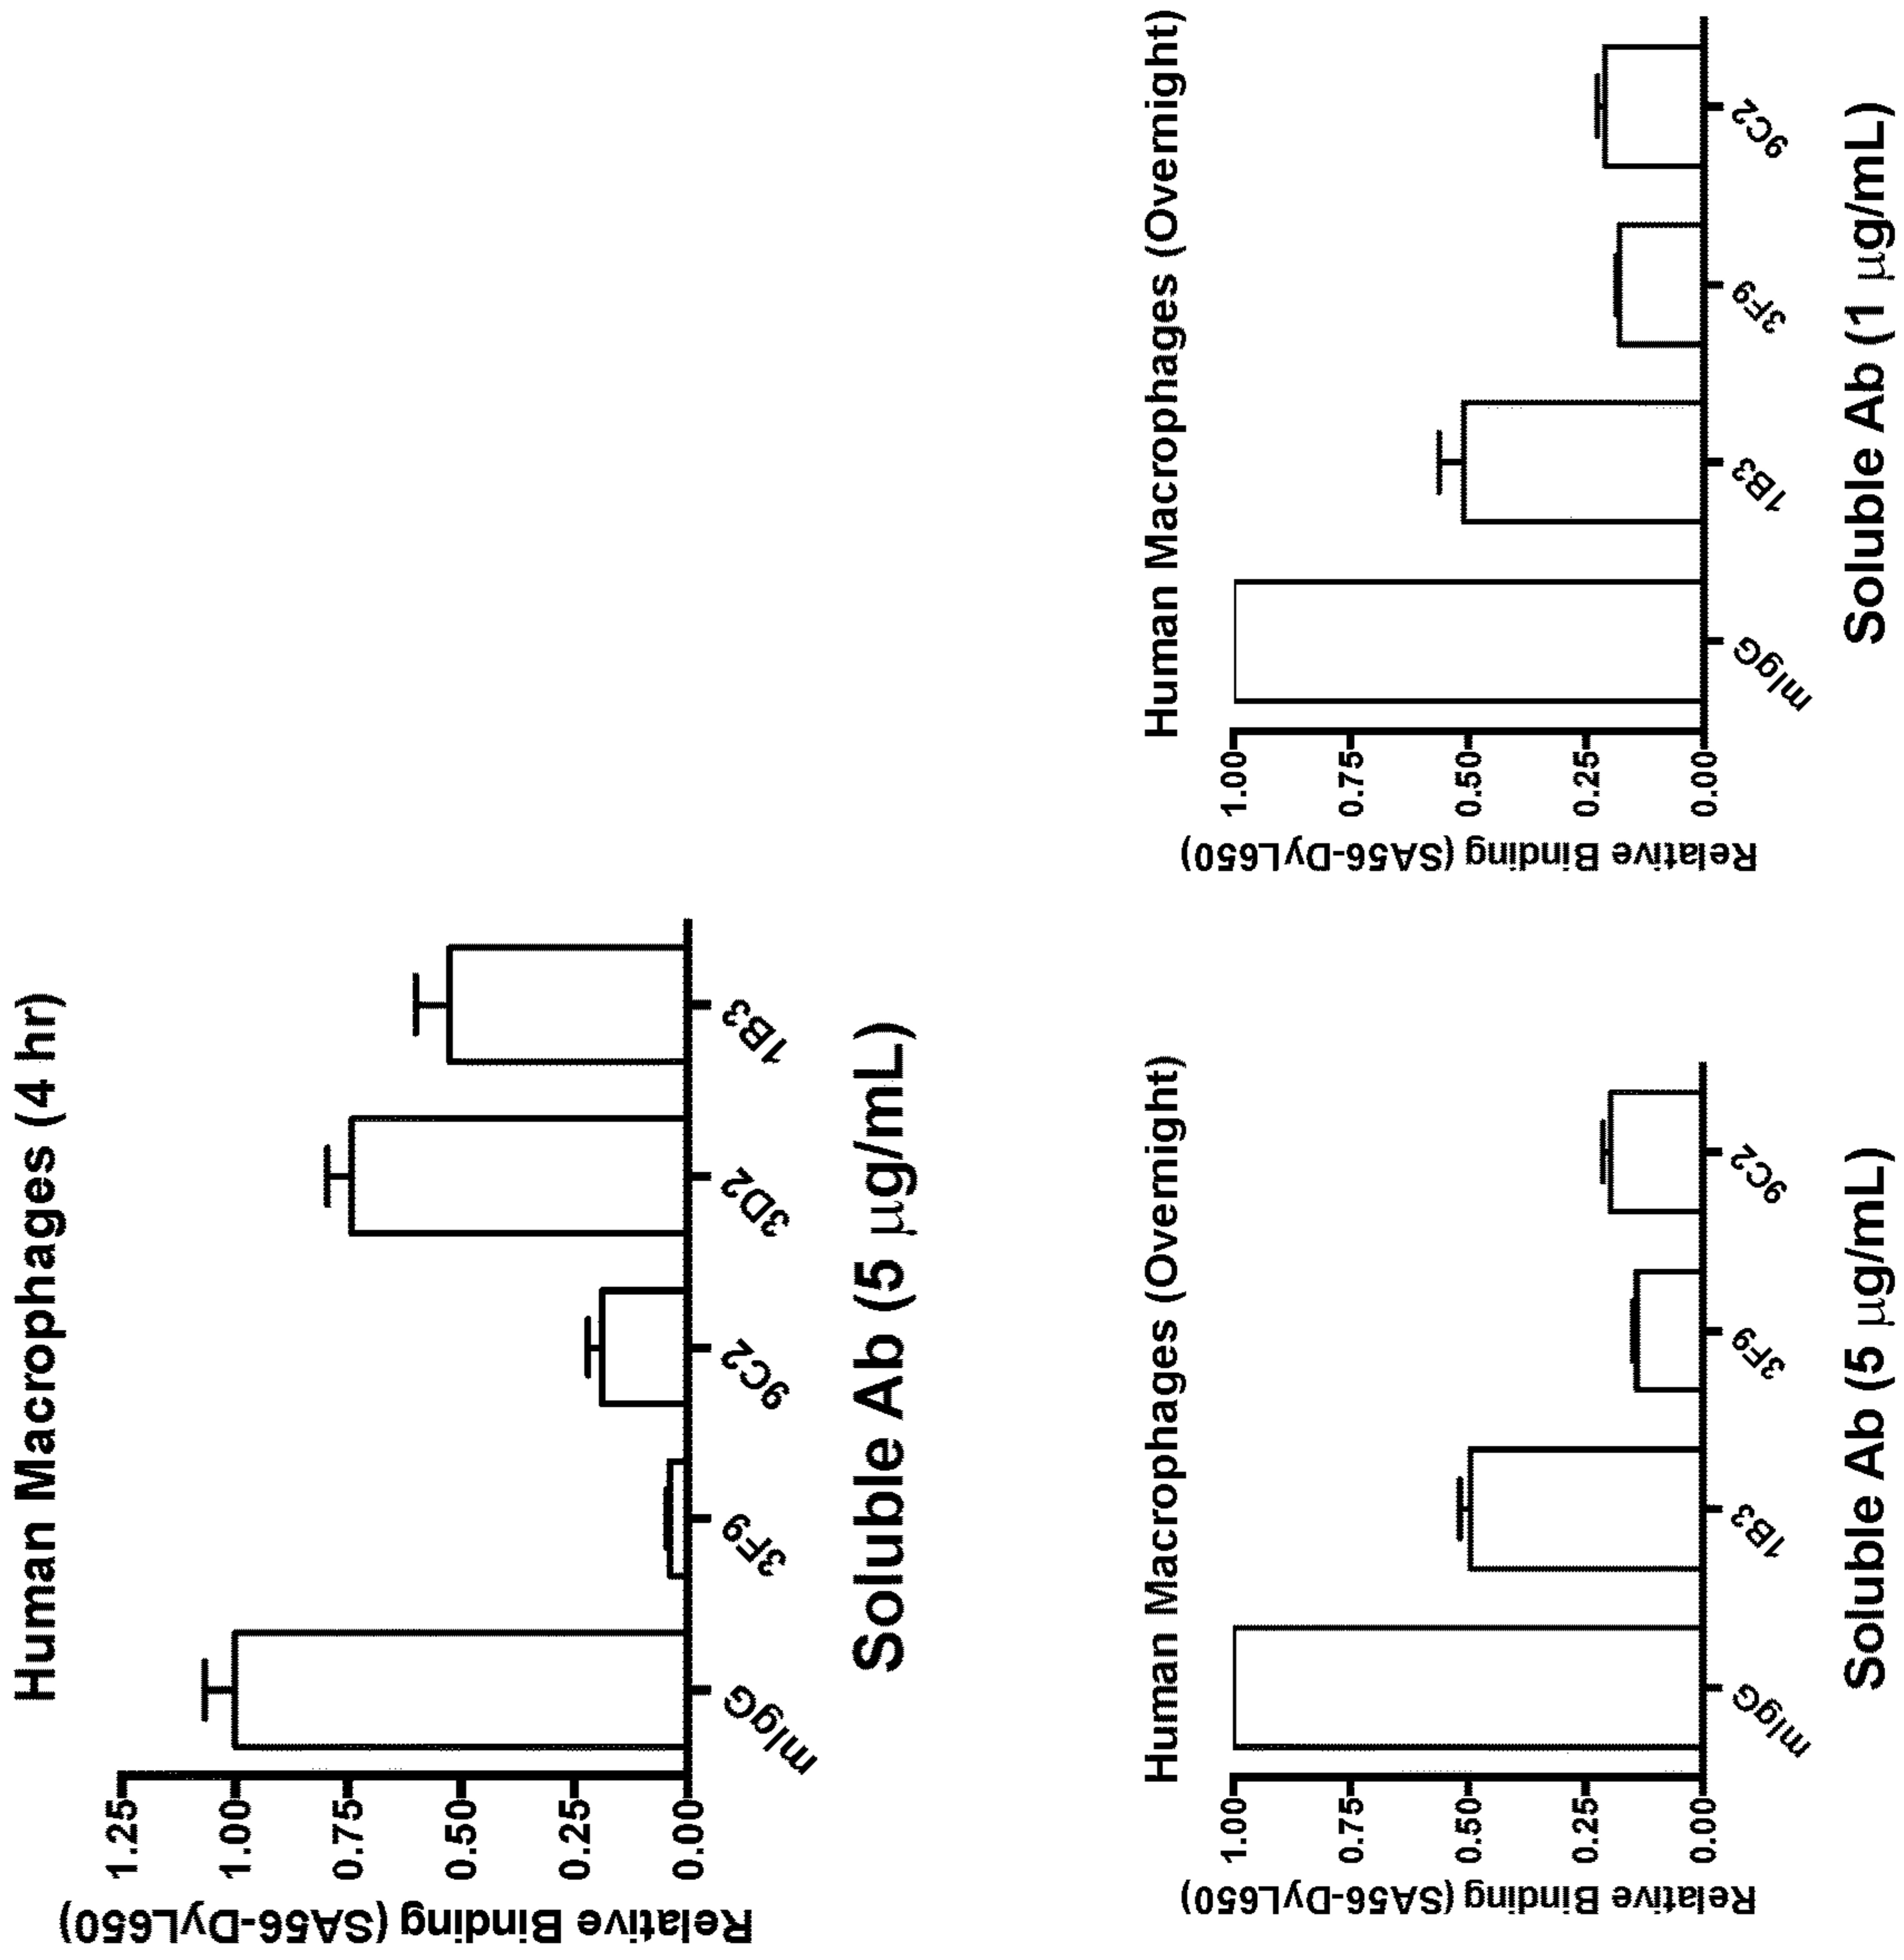 Human Macrophages (4 hr)
Relative Binding (SA56-DyL650)
1.25
1.00
0.75
0.50
0.25
0.00
mIgG
3F9
9C2
3D2
1B3
Soluble Ab (5 μg/mL)
Human Macrophages (Overnight)
Relative Binding (SA56-DyL650)
1.00
0.75
0.50
0.25
0.00
mIgG
1B3
3F9
9C2
Soluble Ab (5 μg/mL)
Human Macrophages (Overnight)
Relative Binding (SA56-DyL650)
1.00
0.75
0.50
0.25
0.00
mIgG
1B3
3F9
9C2
Soluble Ab (1 μg/mL)